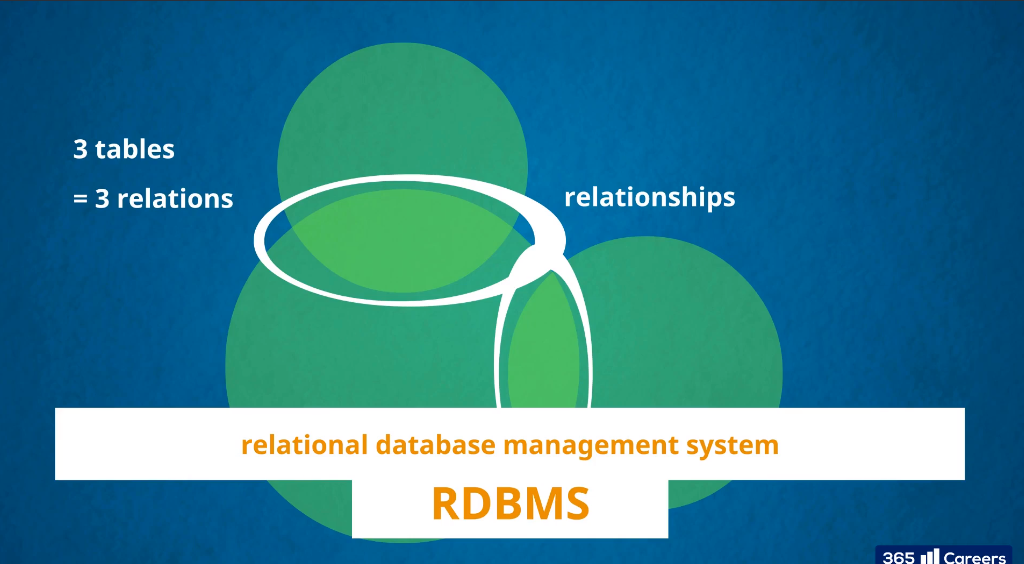 3 tables
= 3 relations
relationships
relational database management system
RDBMS
365 Careers